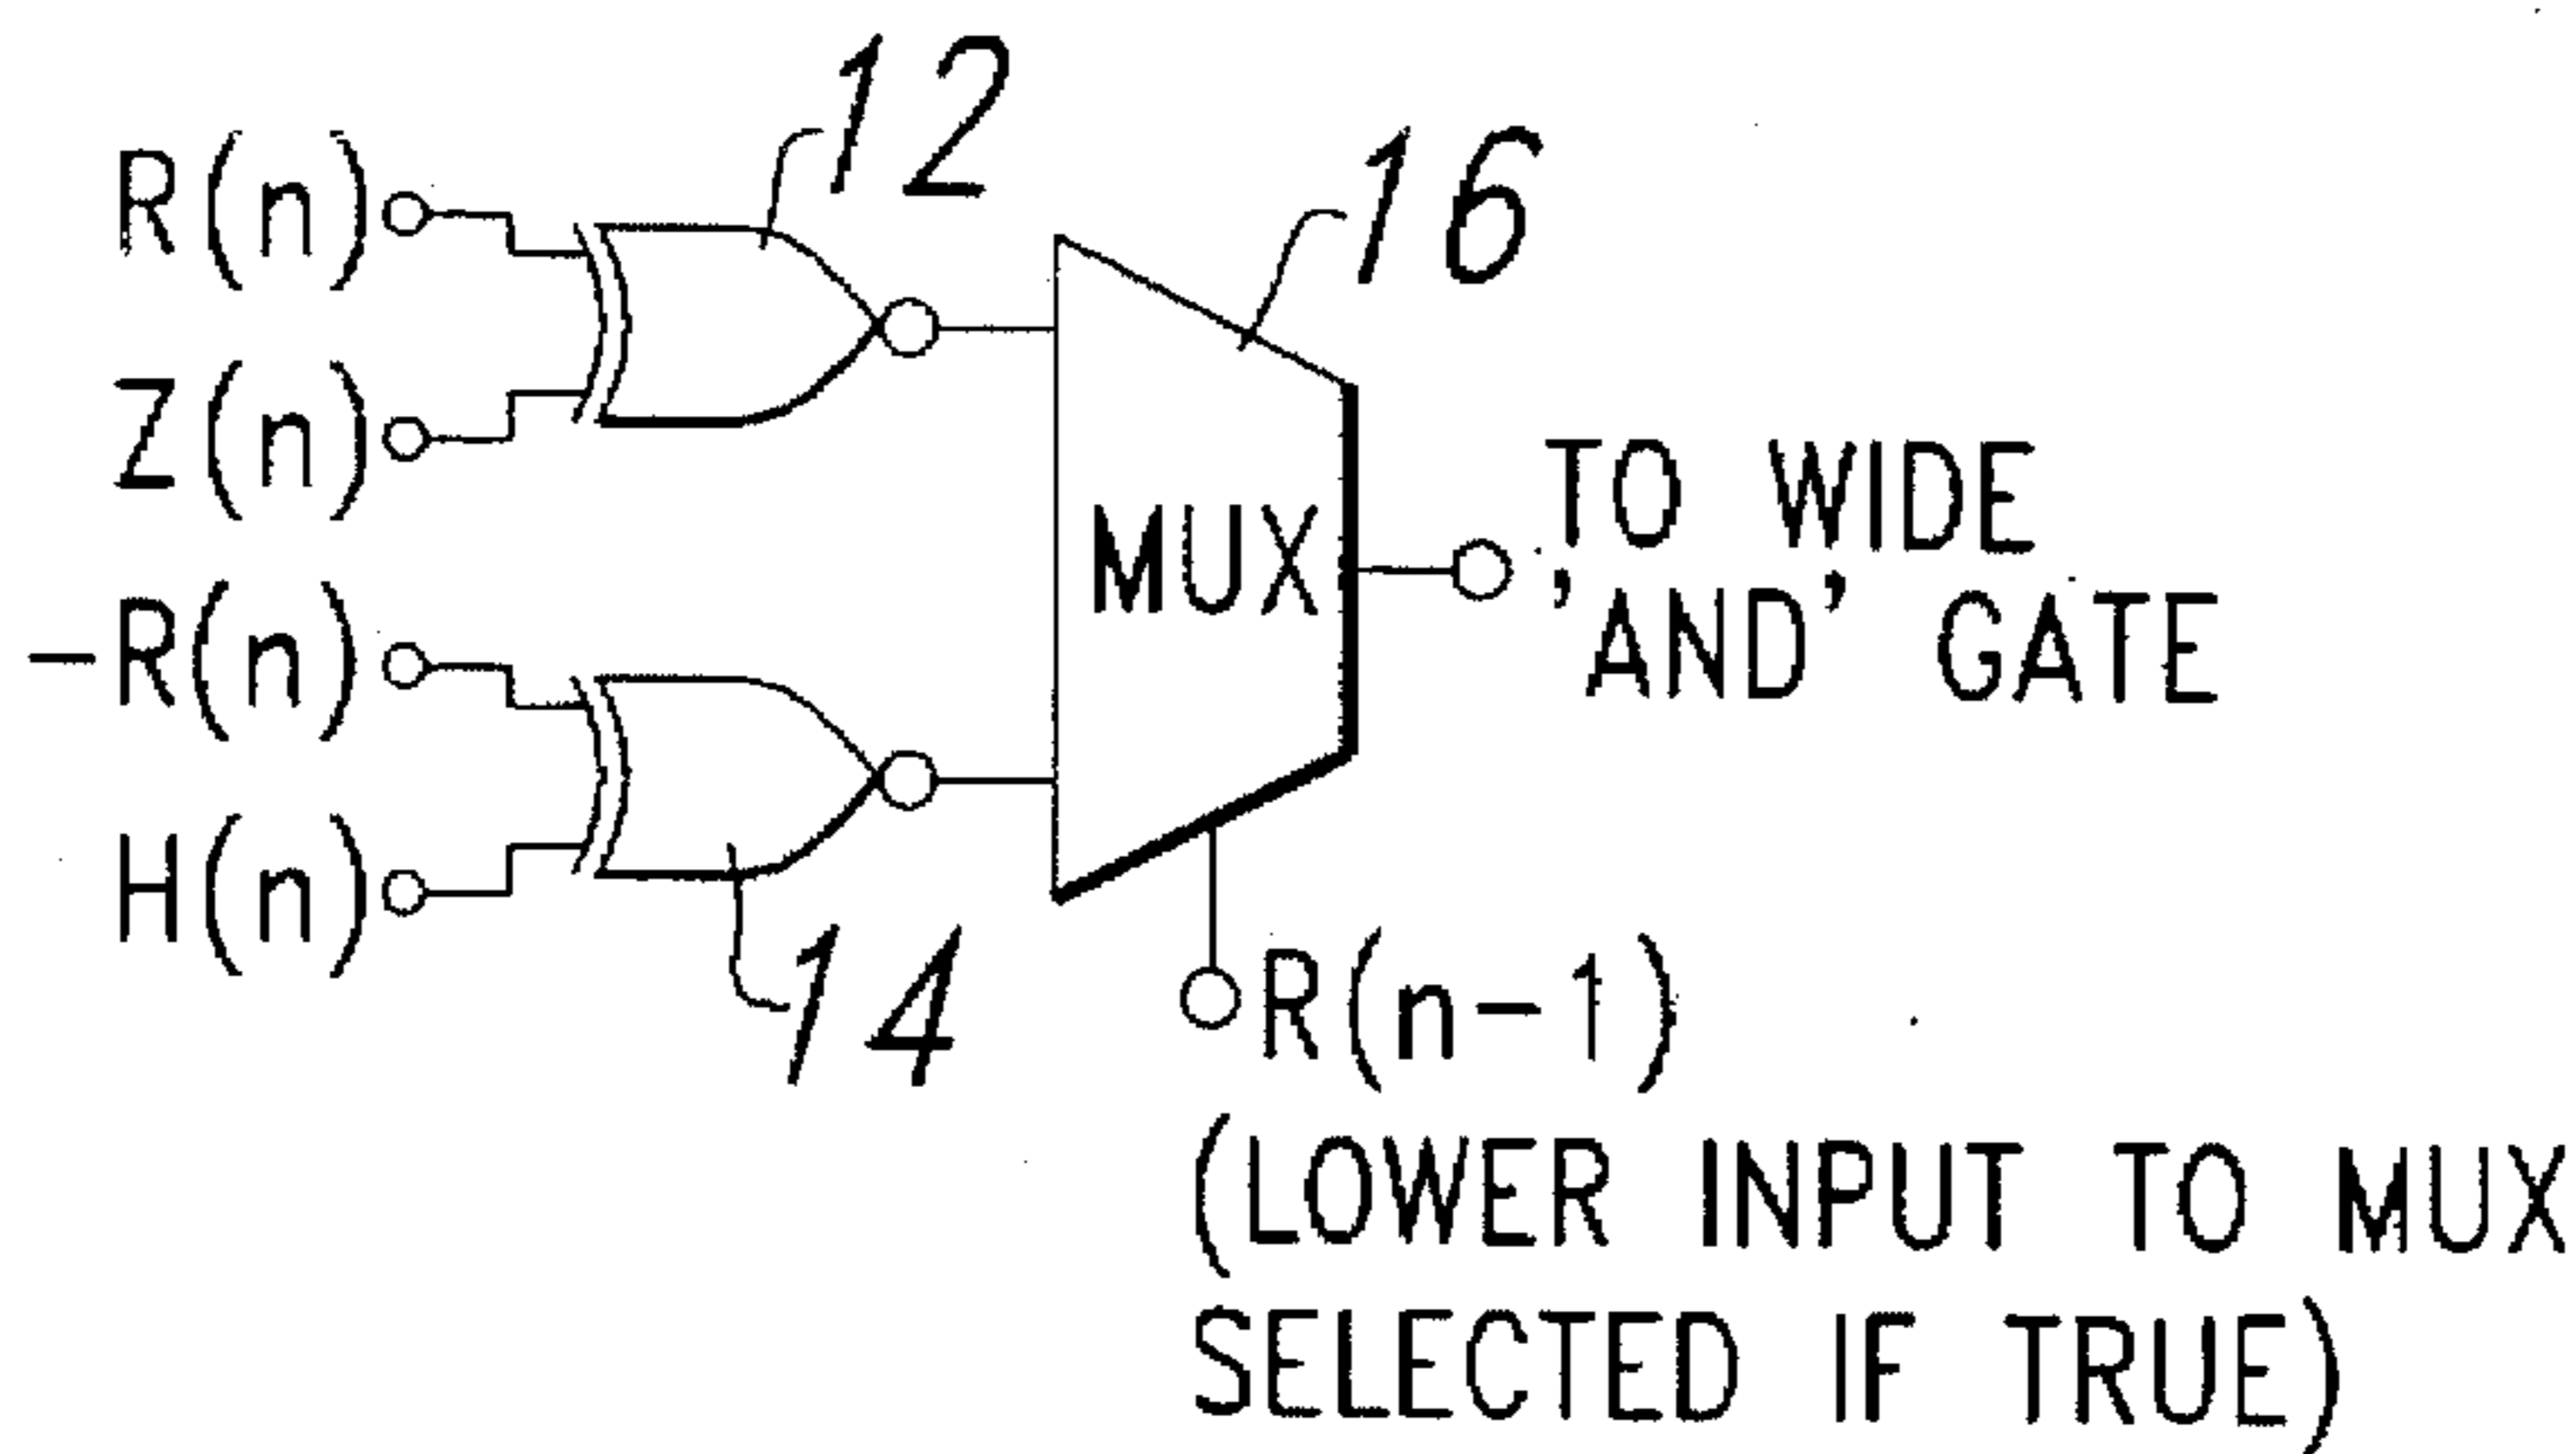 12
R(n)
16
Z(n)
MUX
TO WIDE
'AND' GATE
-R(n)
H(n)
14
R(n-1)
(LOWER INPUT TO MUX
SELECTED IF TRUE)